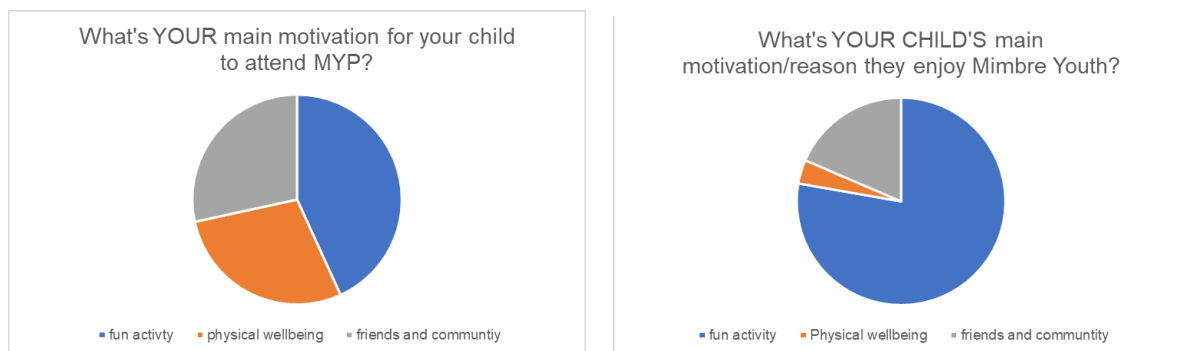 What's YOUR main motivation for your child
to attend MYP?
fun activty physical wellbeing friends and communtiy
What's YOUR CHILD'S main
motivation/reason they enjoy Mimbre Youth?
fun activty Physical wellbeing friends and communtity